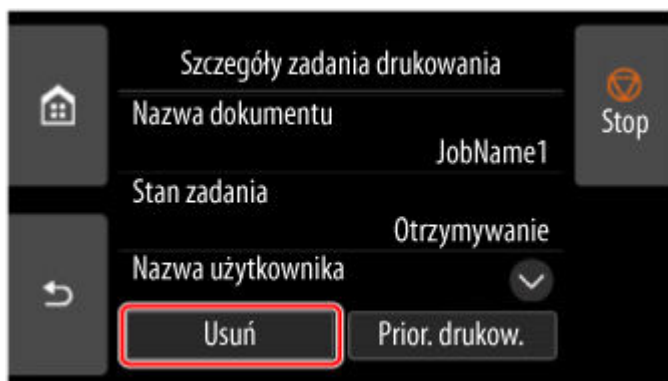 Szczegóły zadania drukowania
Nazwa dokumentu
JobName1
Stan zadania
Otrzymywanie
Nazwa użytkownika
Usuń
Prior. drukow.
Stop